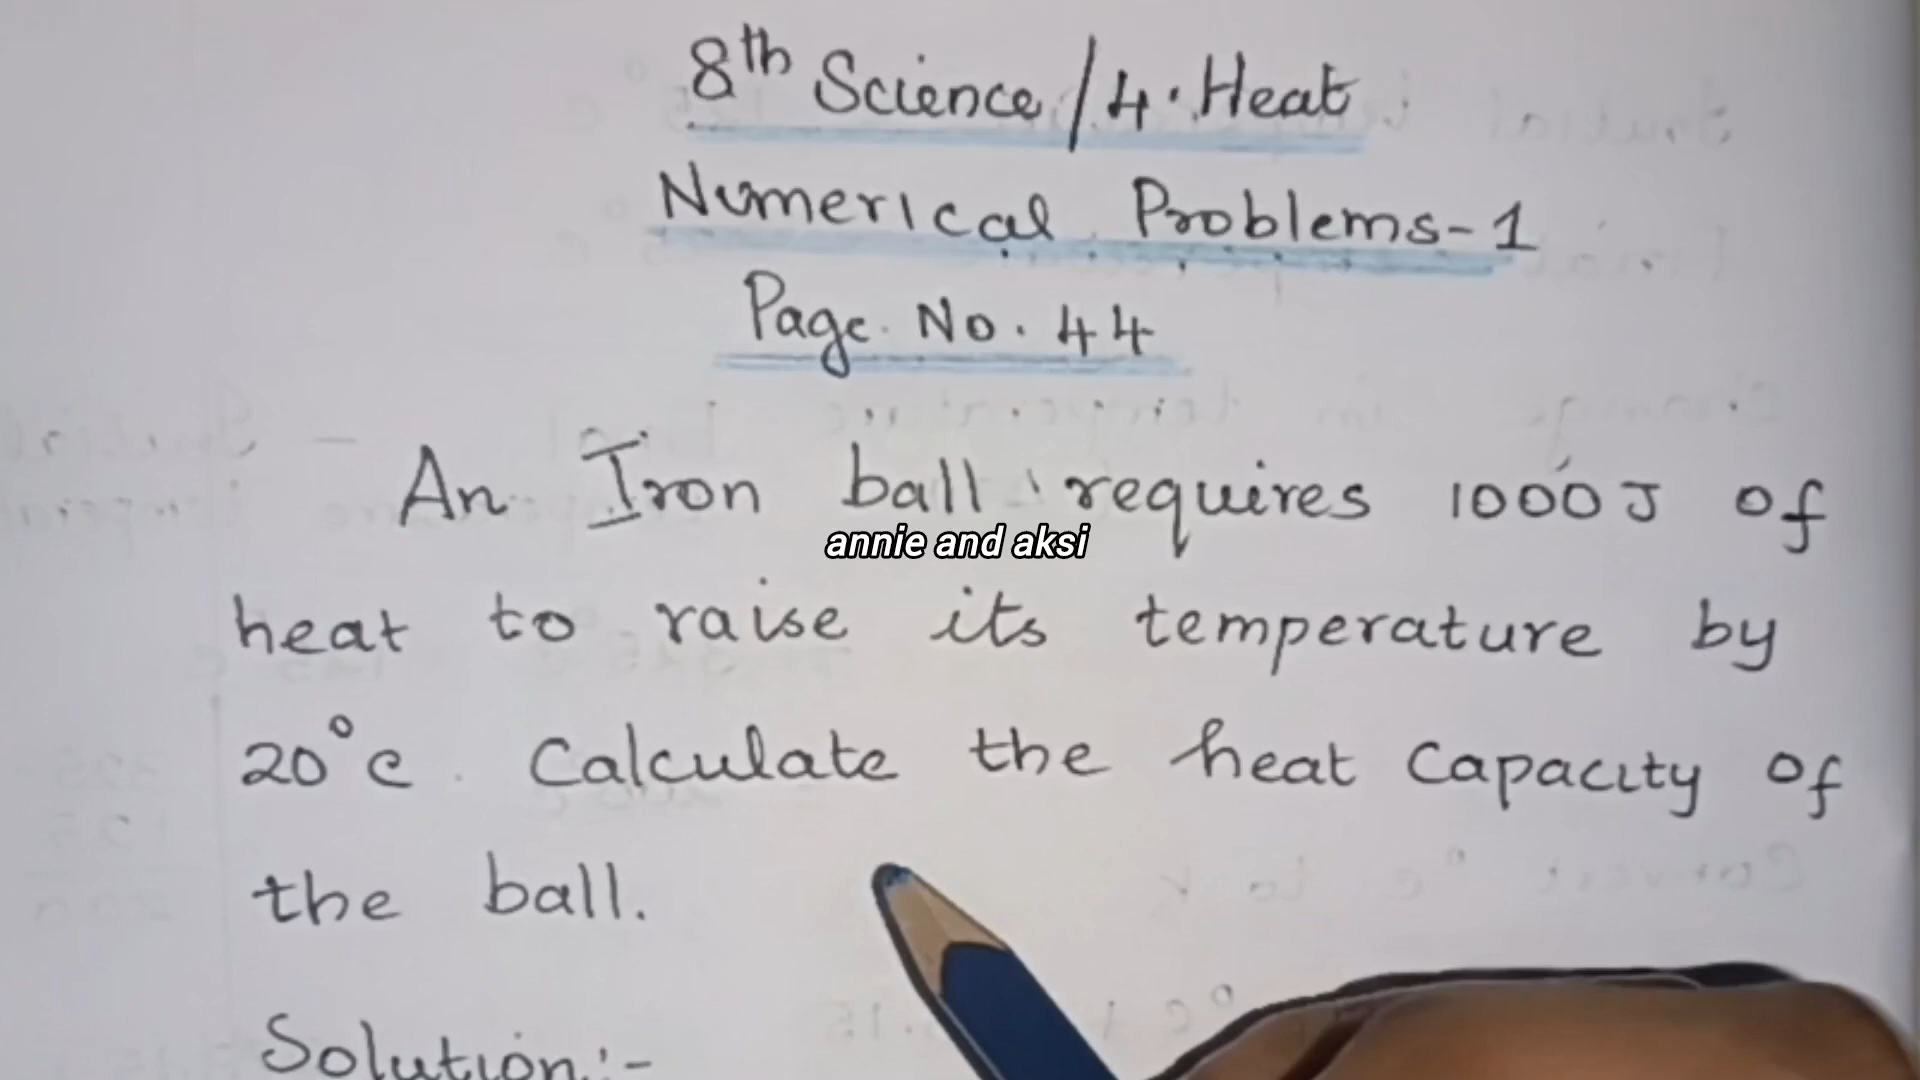 8th Science / 4. Heat
Numerical Problems-1
Page No. 44
An Iron ball requires 1000J of
annie and aksi
heat to raise its temperature by
20°c. Calculate the heat capacity of
the ball.
Solution:-